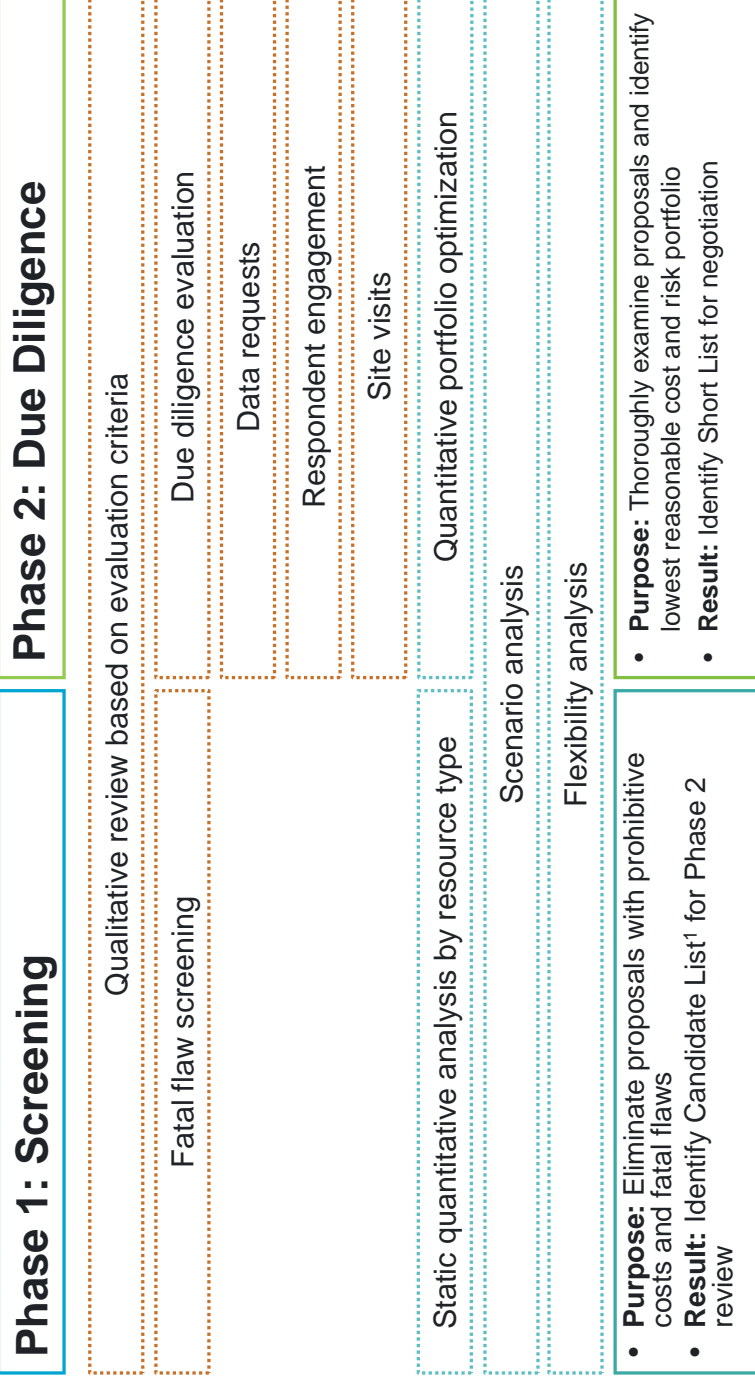 Phase 1: Screening
Phase 2: Due Diligence
Qualitative review based on evaluation criteria
Fatal flaw screening
Due diligence evaluation
Data requests
Respondent engagement
Site visits
Static quantitative analysis by resource type
Quantitative portfolio optimization
Scenario analysis
Flexibility analysis
• Purpose: Eliminate proposals with prohibitive
costs and fatal flaws
• Result: Identify Candidate List¹ for Phase 2
review
• Purpose: Thoroughly examine proposals and identify
lowest reasonable cost and risk portfolio
• Result: Identify Short List for negotiation